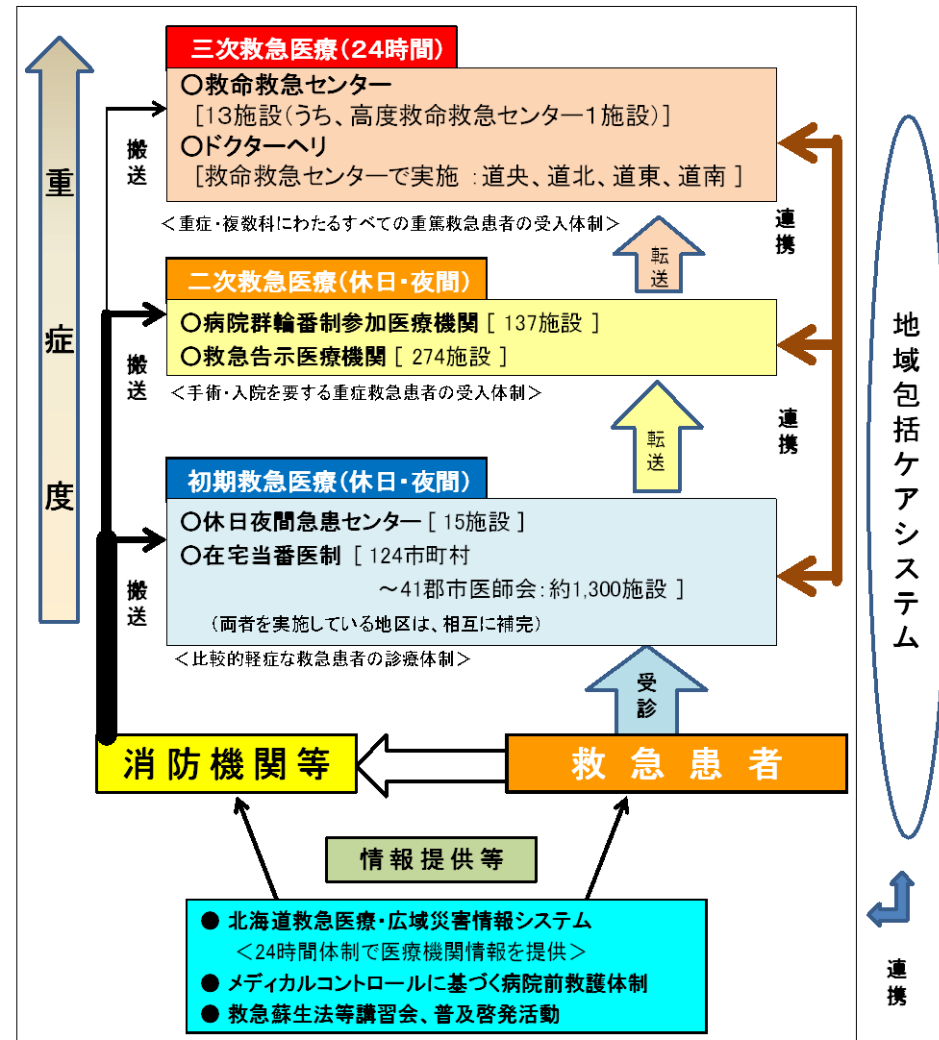 三次救急医療(24時間)
○救命救急センター
[13施設(うち、高度救命救急センター1施設)]
○ドクターヘリ
[救命救急センターで実施 :道央、道北、道東、道南 ]
搬送
<重症・複数科にわたるすべての重篤救急患者の受入体制>
転送
連携
重症度
二次救急医療(休日・夜間)
○病院群輪番制参加医療機関 [ 137施設 ]
○救急告示医療機関 [ 274施設 ]
搬送
<手術・入院を要する重症救急患者の受入体制>
転送
連携
地域包括ケアシステム
初期救急医療(休日・夜間)
○休日夜間急患センター [ 15施設 ]
○在宅当番医制 [ 124市町村
~41郡市医師会:約1,300施設 ]
(両者を実施している地区は、相互に補完)
搬送
<比較的軽症な救急患者の診療体制>
受診
消防機関等
救急患者
情報提供等
● 北海道救急医療・広域災害情報システム
<24時間体制で医療機関情報を提供>
● メディカルコントロールに基づく病院前救護体制
● 救急蘇生法等講習会、普及啓発活動
連携